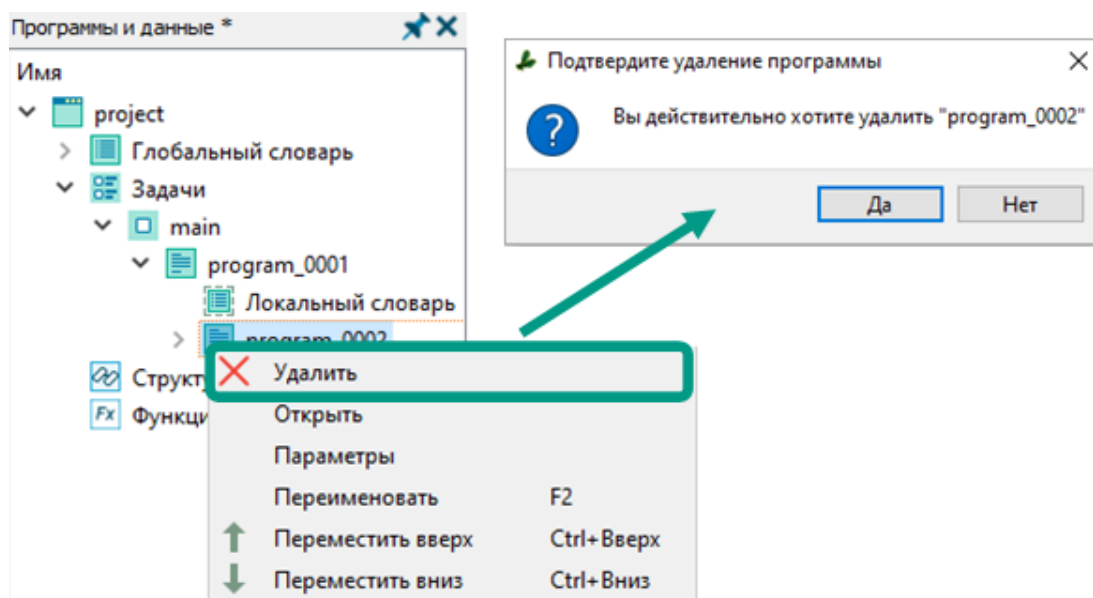 Программы и данные *
Имя
project
Глобальный словарь
Задачи
main
program_0001
Локальный словарь
program_0002
Структу
Fx Функци
Удалить
Открыть
Параметры
Переименовать F2
Переместить вверх Ctrl+Вверх
Переместить вниз Ctrl+Вниз
Подтвердите удаление программы
Вы действительно хотите удалить "program_0002"
Да Нет